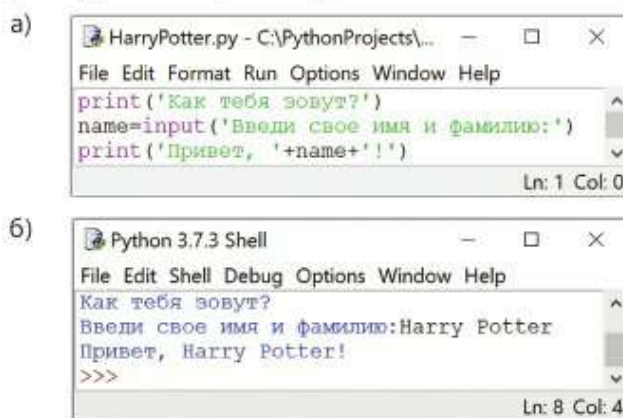 а)
HarryPotter.py - C:\PythonProjects\...
File Edit Format Run Options Window Help
print('Как тебя зовут?')
name=input('Введи свое имя и фамилию:')
print('Привет, '+name+'!')
Ln: 1 Col: 0
б)
Python 3.7.3 Shell
File Edit Shell Debug Options Window Help
Как тебя зовут?
Введи свое имя и фамилию:Harry Potter
Привет, Harry Potter!
>>>
Ln: 8 Col: 4